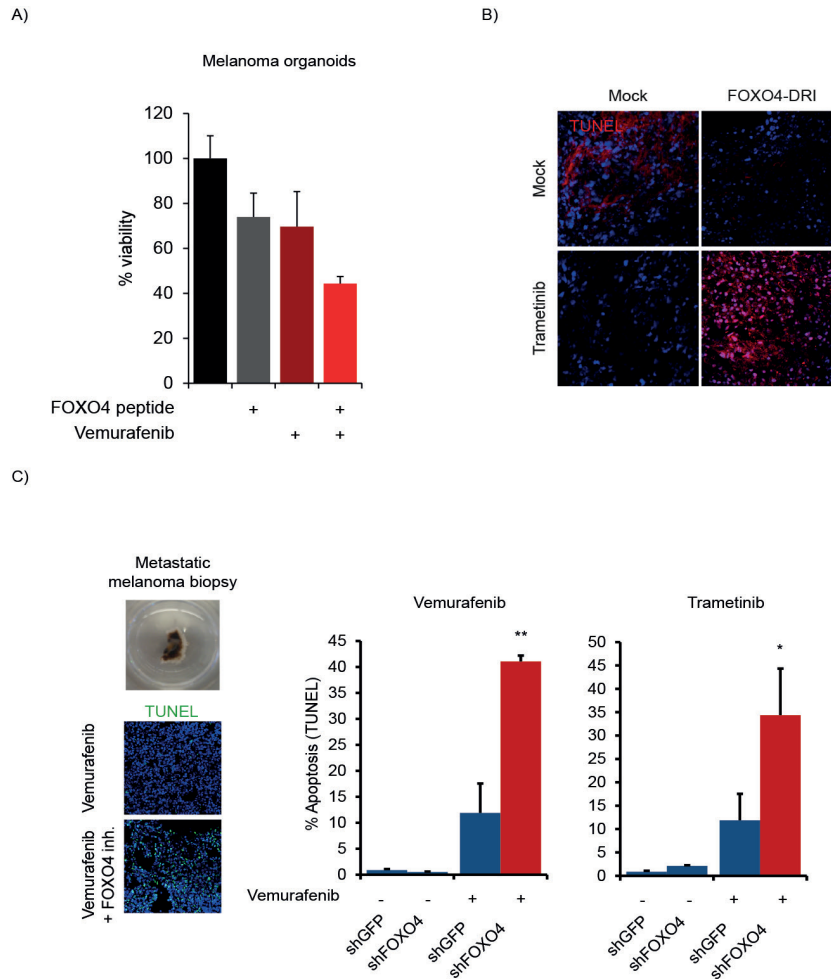 A)
Melanoma organoids
120
100
80
60
40
20
0
% viability
FOXO4 peptide + +
Vemurafenib + +
B)
Mock FOXO4-DRI
TUNEL
Mock
Trametinib
C)
Metastatic
melanoma biopsy
TUNEL
Vemurafenib
Vemurafenib
+ FOXO4 inh.
Vemurafenib
**
45
40
35
30
25
20
15
10
5
0
% Apoptosis (TUNEL)
Vemurafenib - - + +
shGFP
shFOXO4
shGFP
shFOXO4
Trametinib
*
50
45
40
35
30
25
20
15
10
5
0
- - + +
shGFP
shFOXO4
shGFP
shFOXO4